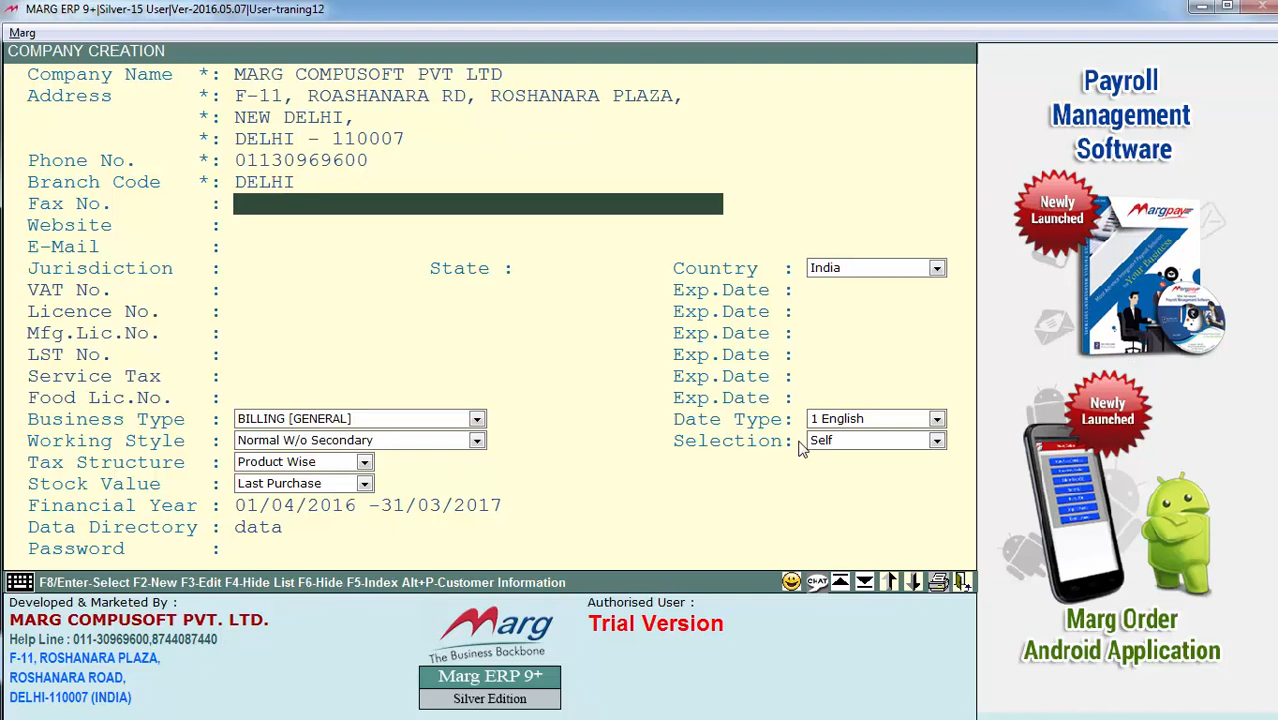 MARG ERP 9+|Silver-15 User|Ver-2016.05.07|User-traning12
Marg
COMPANY CREATION
Company Name *: MARG COMPUSOFT PVT LTD
Address *: F-11, ROASHANARA RD, ROSHANARA PLAZA,
*: NEW DELHI,
*: DELHI - 110007
Phone No. *: 01130969600
Branch Code *: DELHI
Fax No. :
Website :
E-Mail :
Jurisdiction : State : Country : India
VAT No. : Exp.Date :
Licence No. : Exp.Date :
Mfg.Lic.No. : Exp.Date :
LST No. : Exp.Date :
Service Tax : Exp.Date :
Food Lic.No. : Exp.Date :
Business Type : BILLING [GENERAL] Date Type: 1 English
Working Style : Normal W/o Secondary Selection: Self
Tax Structure : Product Wise
Stock Value : Last Purchase
Financial Year : 01/04/2016 -31/03/2017
Data Directory : data
Password :
F8/Enter-Select F2-New F3-Edit F4-Hide List F6-Hide F5-Index Alt+P-Customer Information
CHAT
Developed & Marketed By :
MARG COMPUSOFT PVT. LTD.
Help Line : 011-30969600,8744087440
F-11, ROSHANARA PLAZA,
ROSHANARA ROAD,
DELHI-110007 (INDIA)
Marg
The Business Backbone
Marg ERP 9+
Silver Edition
Authorised User :
Trial Version
Payroll
Management
Software
Newly
Launched
Margpay
Your Business
Newly
Launched
Marg Order
Android Application